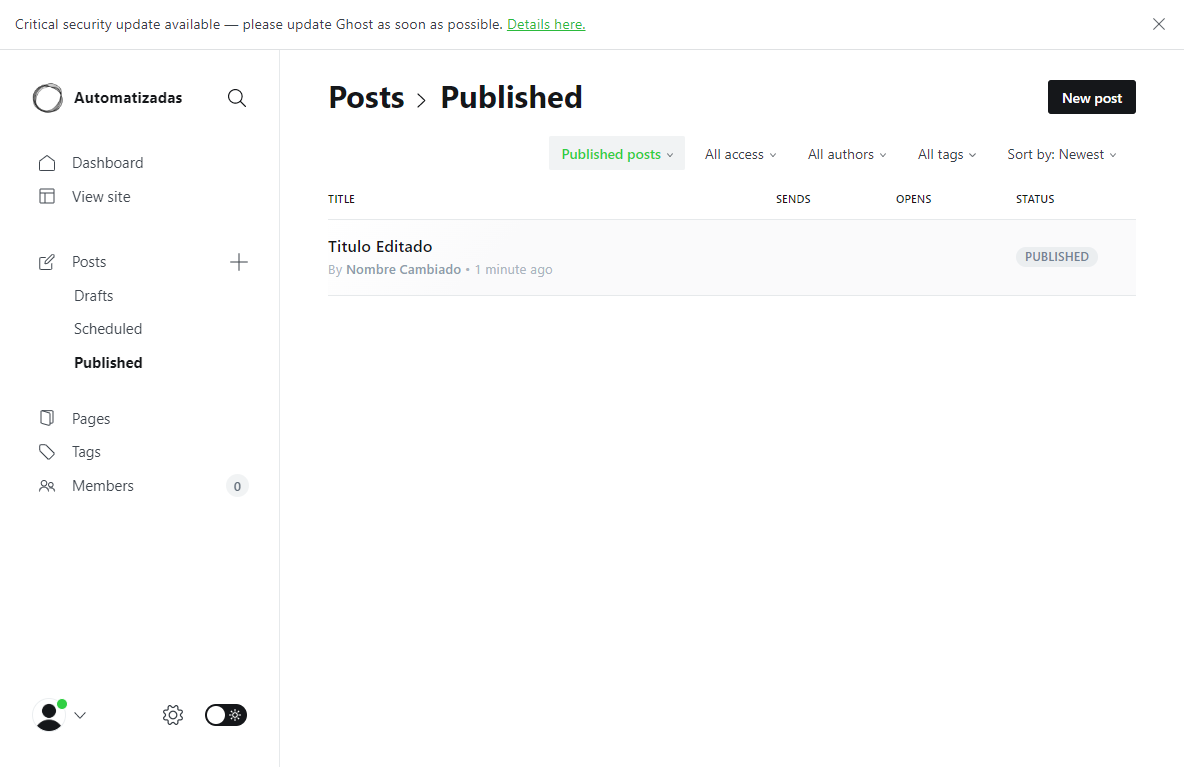 Critical security update available — please update Ghost as soon as possible. Details here.
Automatizadas
Dashboard
View site
Posts
Drafts
Scheduled
Published
Pages
Tags
Members 0
Posts > Published
New post
Published posts
All access
All authors
All tags
Sort by: Newest
TITLE SENDS OPENS STATUS
Titulo Editado
By Nombre Cambiado • 1 minute ago
PUBLISHED